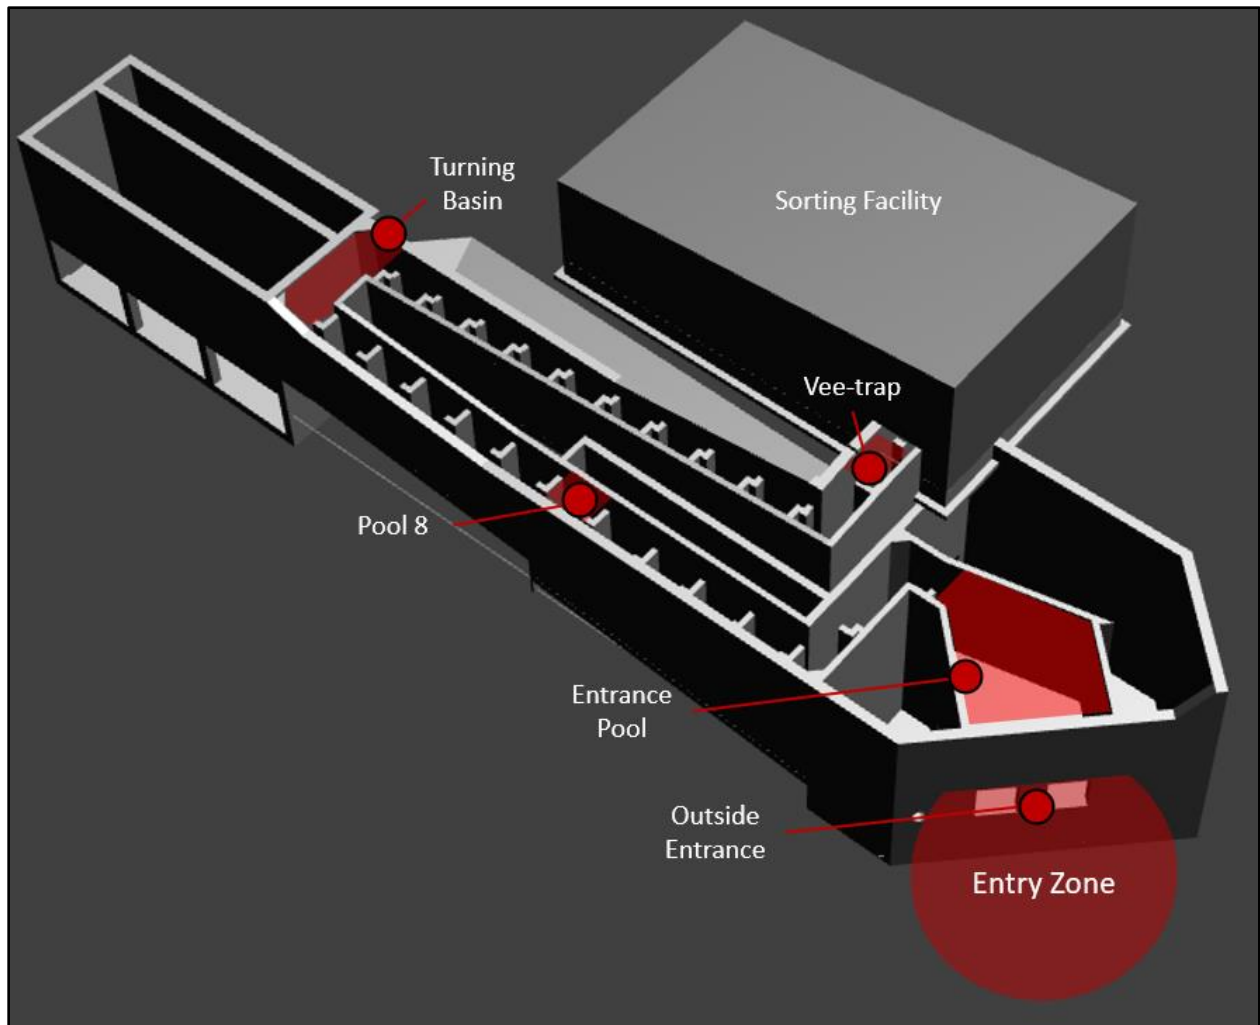 Turning
Basin
Sorting Facility
Vee-trap
Pool 8
Entrance
Pool
Outside
Entrance
Entry Zone